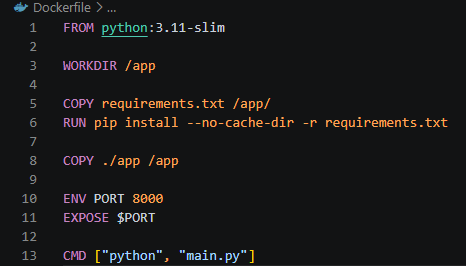 Dockerfile > ...
1 FROM python:3.11-slim
2
3 WORKDIR /app
4
5 COPY requirements.txt /app/
6 RUN pip install --no-cache-dir -r requirements.txt
7
8 COPY ./app /app
9
10 ENV PORT 8000
11 EXPOSE $PORT
12
13 CMD ["python", "main.py"]